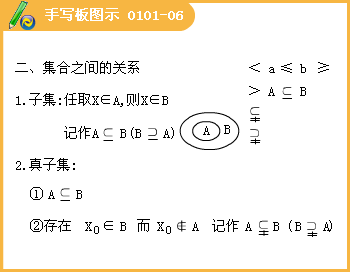 手写板图示 0101-06
二、集合之间的关系
< a ≤ b ≥
1.子集:任取X∈A,则X∈B
> A ⊆ B
记作A ⊆ B(B ⊇ A)
A B
⊊
⊋
2.真子集:
① A ⊆ B
②存在 X₀ ∈ B 而 X₀ ∉ A 记作 A ⊊ B (B ⊋ A)